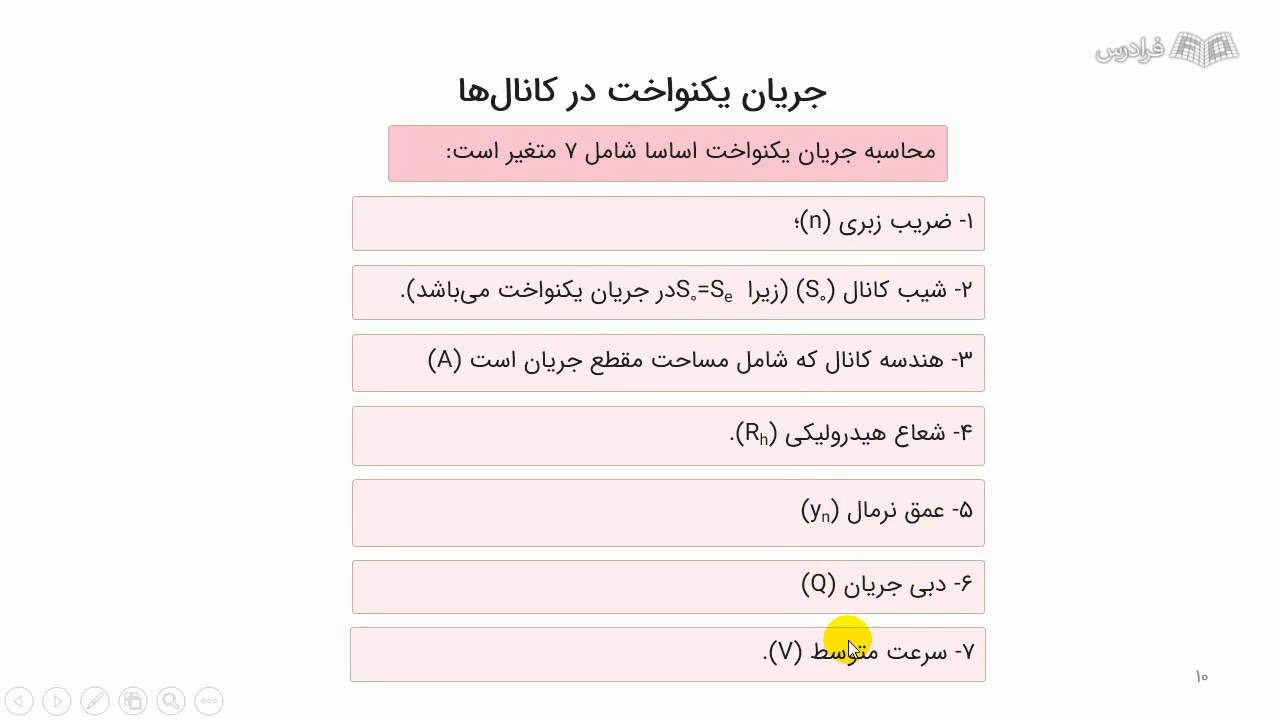 فرادرس
جریان یکنواخت در کانال‌ها
محاسبه جریان یکنواخت اساسا شامل ۷ متغیر است:
۱- ضریب زبری (n)؛
۲- شیب کانال (S₀) (زیرا S₀=Sₑ در جریان یکنواخت می‌باشد).
۳- هندسه کانال که شامل مساحت مقطع جریان است (A)
۴- شعاع هیدرولیکی (Rₕ).
۵- عمق نرمال (yₙ)
۶- دبی جریان (Q)
۷- سرعت متوسط (V).
۱۰